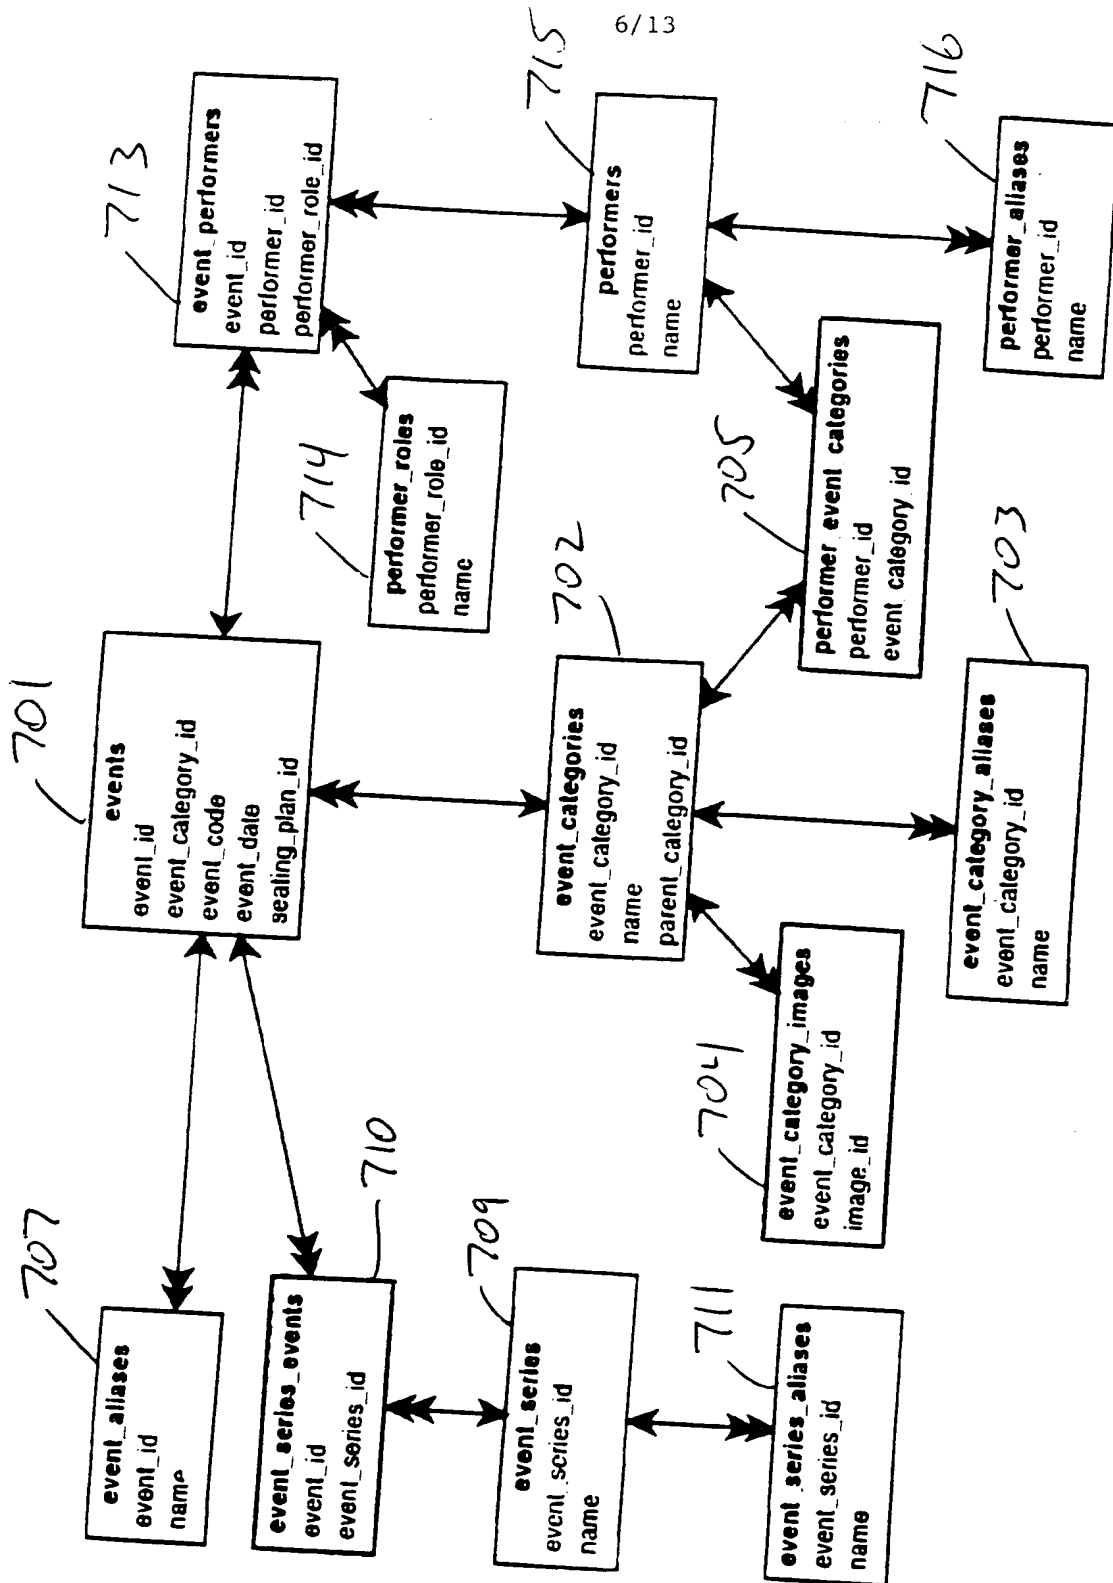 6/13
707
event_aliases
event_id
name
710
event_series_events
event_id
event_series_id
709
event_series
event_series_id
name
711
event_series_aliases
event_series_id
name
701
events
event_id
event_category_id
event_code
event_date
seating_plan_id
702
event_categories
event_category_id
name
parent_category_id
704
event_category_images
event_category_id
image_id
703
event_category_aliases
event_category_id
name
713
event_performers
event_id
performer_id
performer_role_id
714
performer_roles
performer_role_id
name
715
performers
performer_id
name
705
performer_event_categories
performer_id
event_category_id
716
performer_aliases
performer_id
name